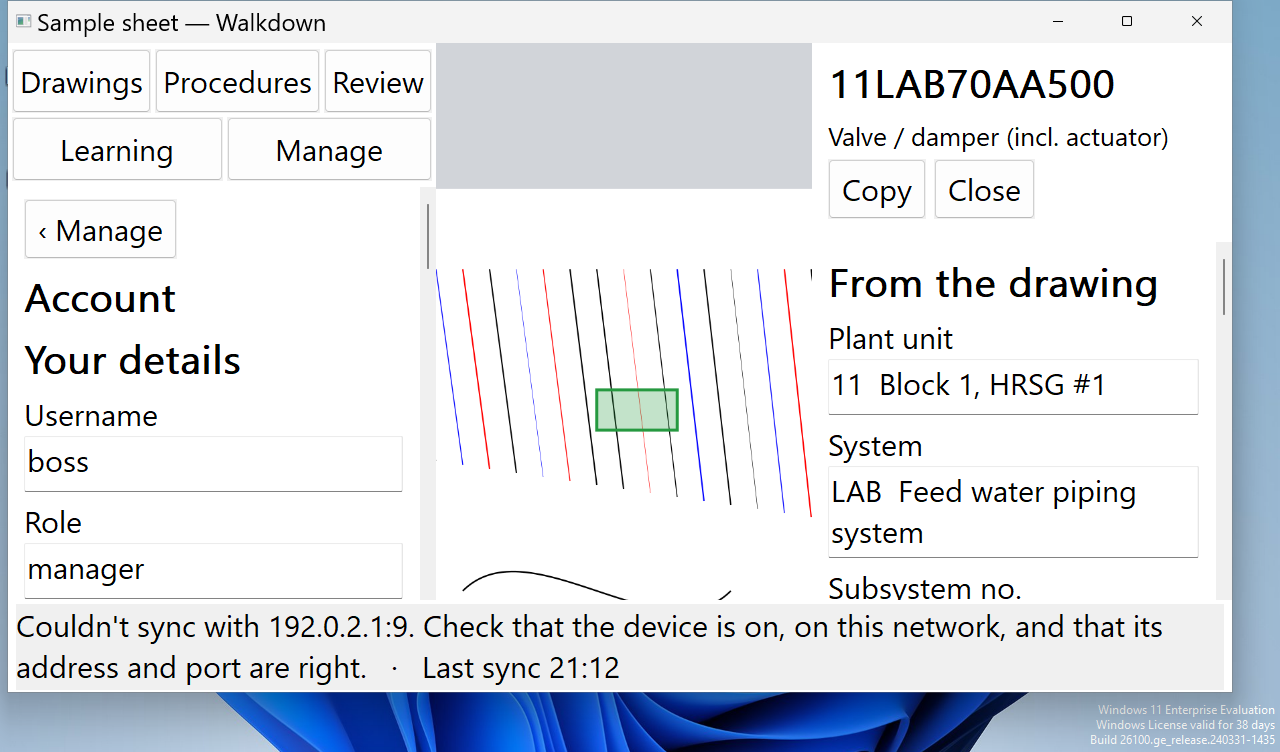 Sample sheet — Walkdown
Drawings
Procedures
Review
Learning
Manage
‹ Manage
Account
Your details
Username
boss
Role
manager
11LAB70AA500
Valve / damper (incl. actuator)
Copy
Close
From the drawing
Plant unit
11  Block 1, HRSG #1
System
LAB  Feed water piping
system
Subsystem no.
Couldn't sync with 192.0.2.1:9. Check that the device is on, on this network, and that its
address and port are right.   ·   Last sync 21:12
Windows 11 Enterprise Evaluation
Windows License valid for 38 days
Build 26100.ge_release.240331-1435